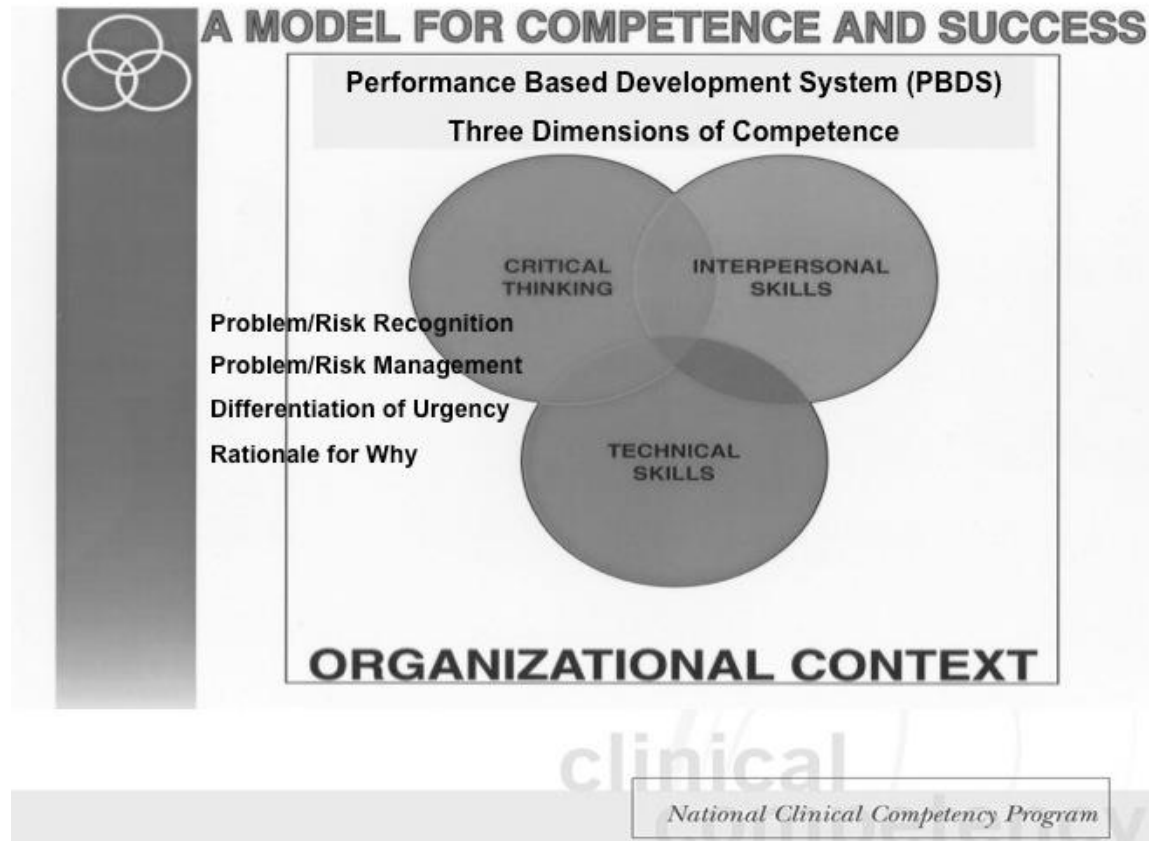 A MODEL FOR COMPETENCE AND SUCCESS
Performance Based Development System (PBDS)
Three Dimensions of Competence
CRITICAL
THINKING
INTERPERSONAL
SKILLS
Problem/Risk Recognition
Problem/Risk Management
Differentiation of Urgency
Rationale for Why
TECHNICAL
SKILLS
ORGANIZATIONAL CONTEXT
clinical
competency
National Clinical Competency Program